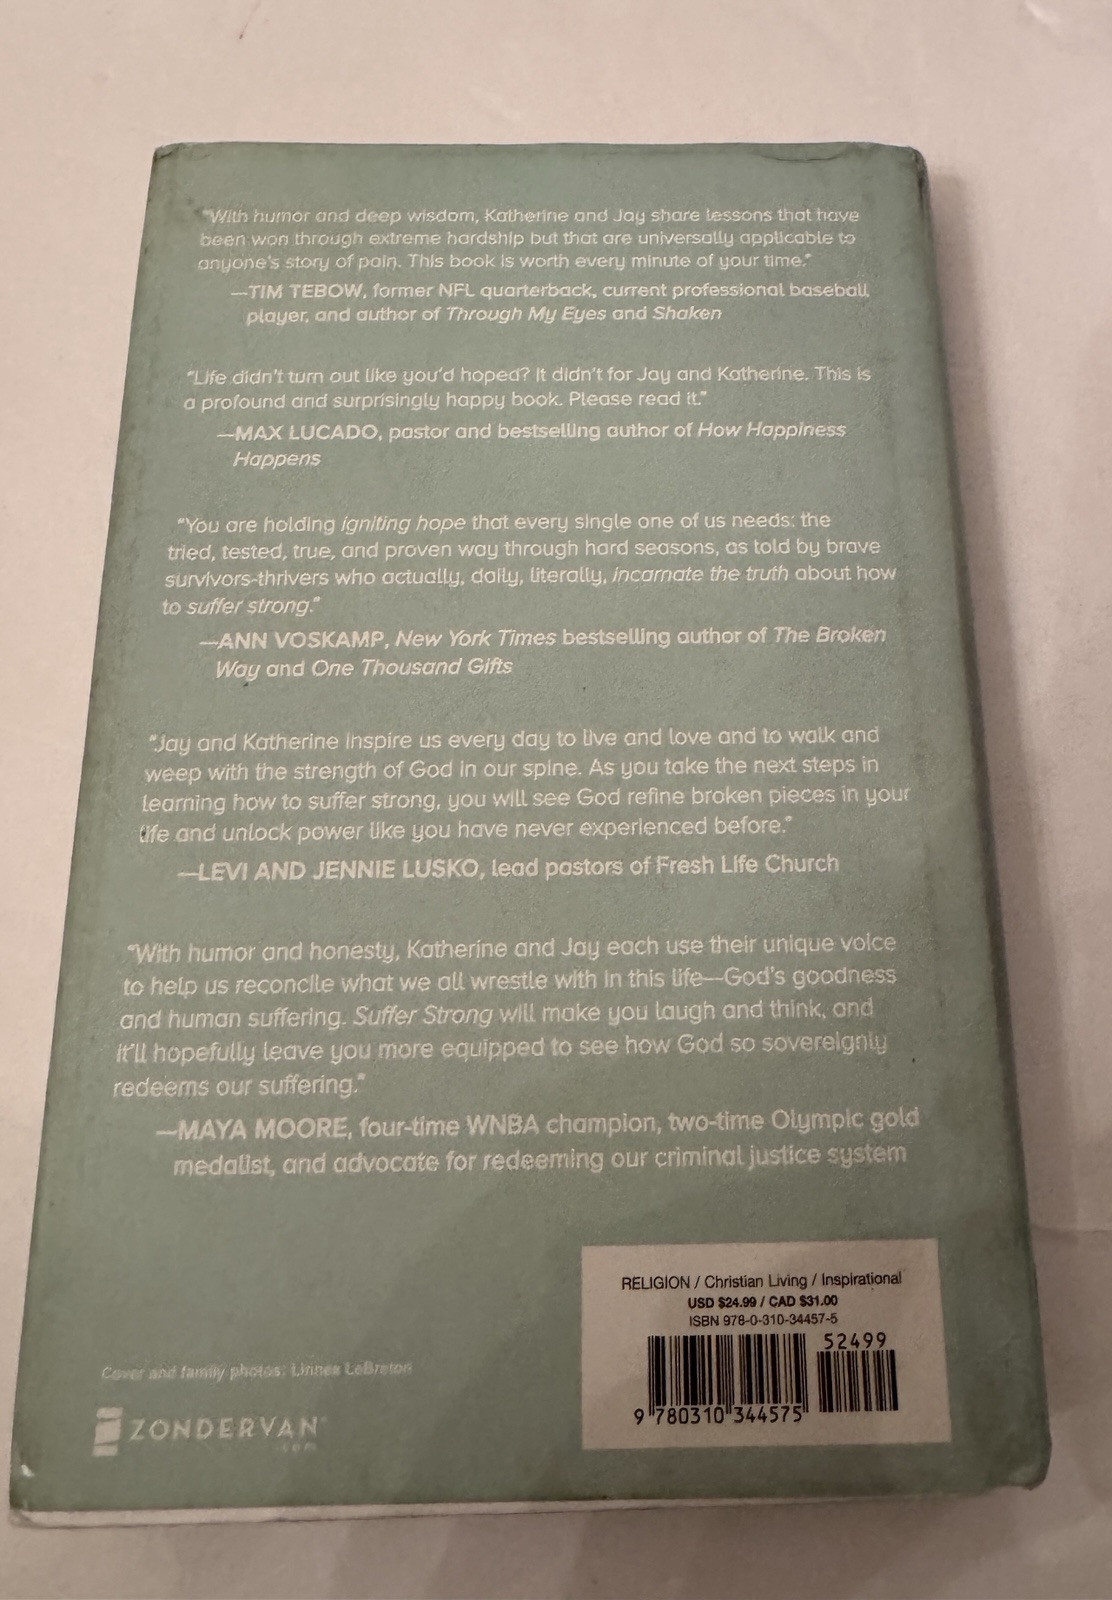 "With humor and deep wisdom, Katherine and Jay share lessons that have
been won through extreme hardship but that are universally applicable to
anyone's story of pain. This book is worth every minute of your time."
—TIM TEBOW, former NFL quarterback, current professional baseball
player, and author of Through My Eyes and Shaken
"Life didn't turn out like you'd hoped? It didn't for Jay and Katherine. This is
a profound and surprisingly happy book. Please read it."
—MAX LUCADO, pastor and bestselling author of How Happiness
Happens
"You are holding igniting hope that every single one of us needs: the
tried, tested, true, and proven way through hard seasons, as told by brave
survivors-thrivers who actually, daily, literally, incarnate the truth about how
to suffer strong."
—ANN VOSKAMP, New York Times bestselling author of The Broken
Way and One Thousand Gifts
"Jay and Katherine inspire us every day to live and love and to walk and
weep with the strength of God in our spine. As you take the next steps in
learning how to suffer strong, you will see God refine broken pieces in your
life and unlock power like you have never experienced before."
—LEVI AND JENNIE LUSKO, lead pastors of Fresh Life Church
"With humor and honesty, Katherine and Jay each use their unique voice
to help us reconcile what we all wrestle with in this life—God's goodness
and human suffering. Suffer Strong will make you laugh and think, and
it'll hopefully leave you more equipped to see how God so sovereignly
redeems our suffering."
—MAYA MOORE, four-time WNBA champion, two-time Olympic gold
medalist, and advocate for redeeming our criminal justice system
RELIGION / Christian Living / Inspirational
USD $24.99 / CAD $31.00
ISBN 978-0-310-34457-5
52499
9 780310 344575
Cover and family photos: Linnea LeBreton
ZONDERVAN
.com